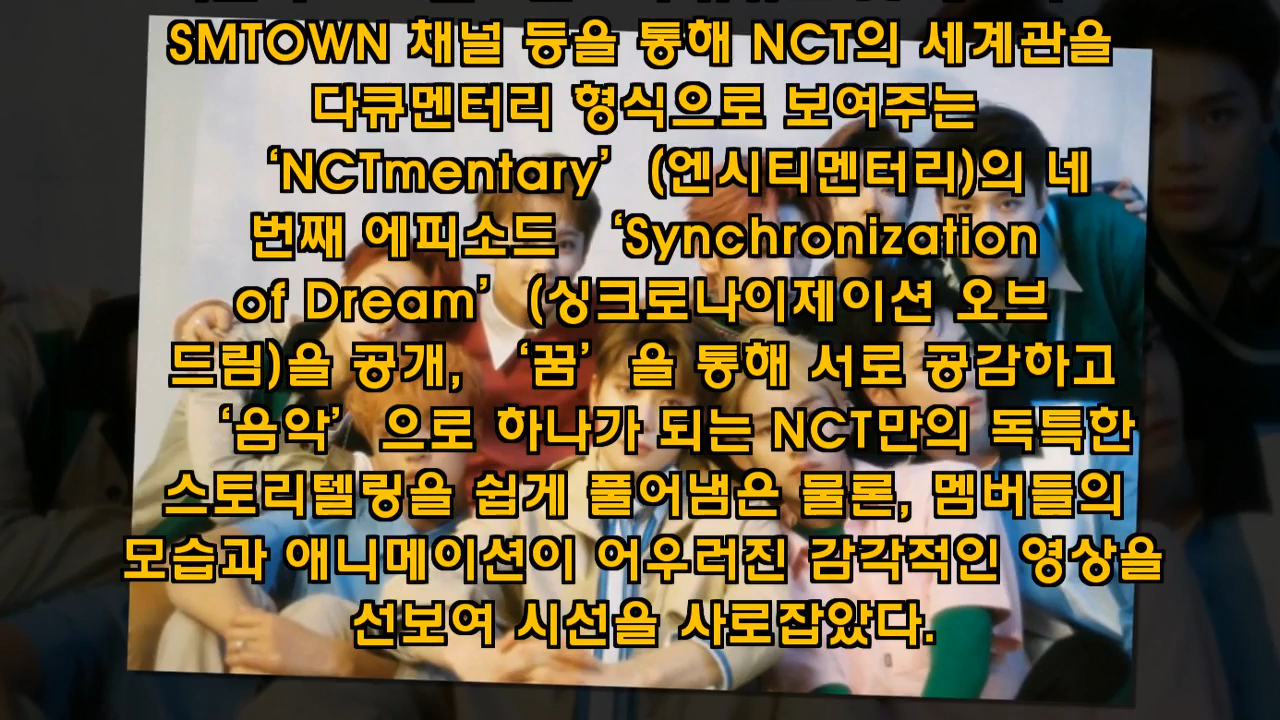 SMTOWN 채널 등을 통해 NCT의 세계관을
다큐멘터리 형식으로 보여주는
‘NCTmentary’ (엔시티멘터리)의 네
번째 에피소드 ‘Synchronization
of Dream’ (싱크로나이제이션 오브
드림)을 공개, ‘꿈’ 을 통해 서로 공감하고
‘음악’ 으로 하나가 되는 NCT만의 독특한
스토리텔링을 쉽게 풀어냄은 물론, 멤버들의
모습과 애니메이션이 어우러진 감각적인 영상을
선보여 시선을 사로잡았다.